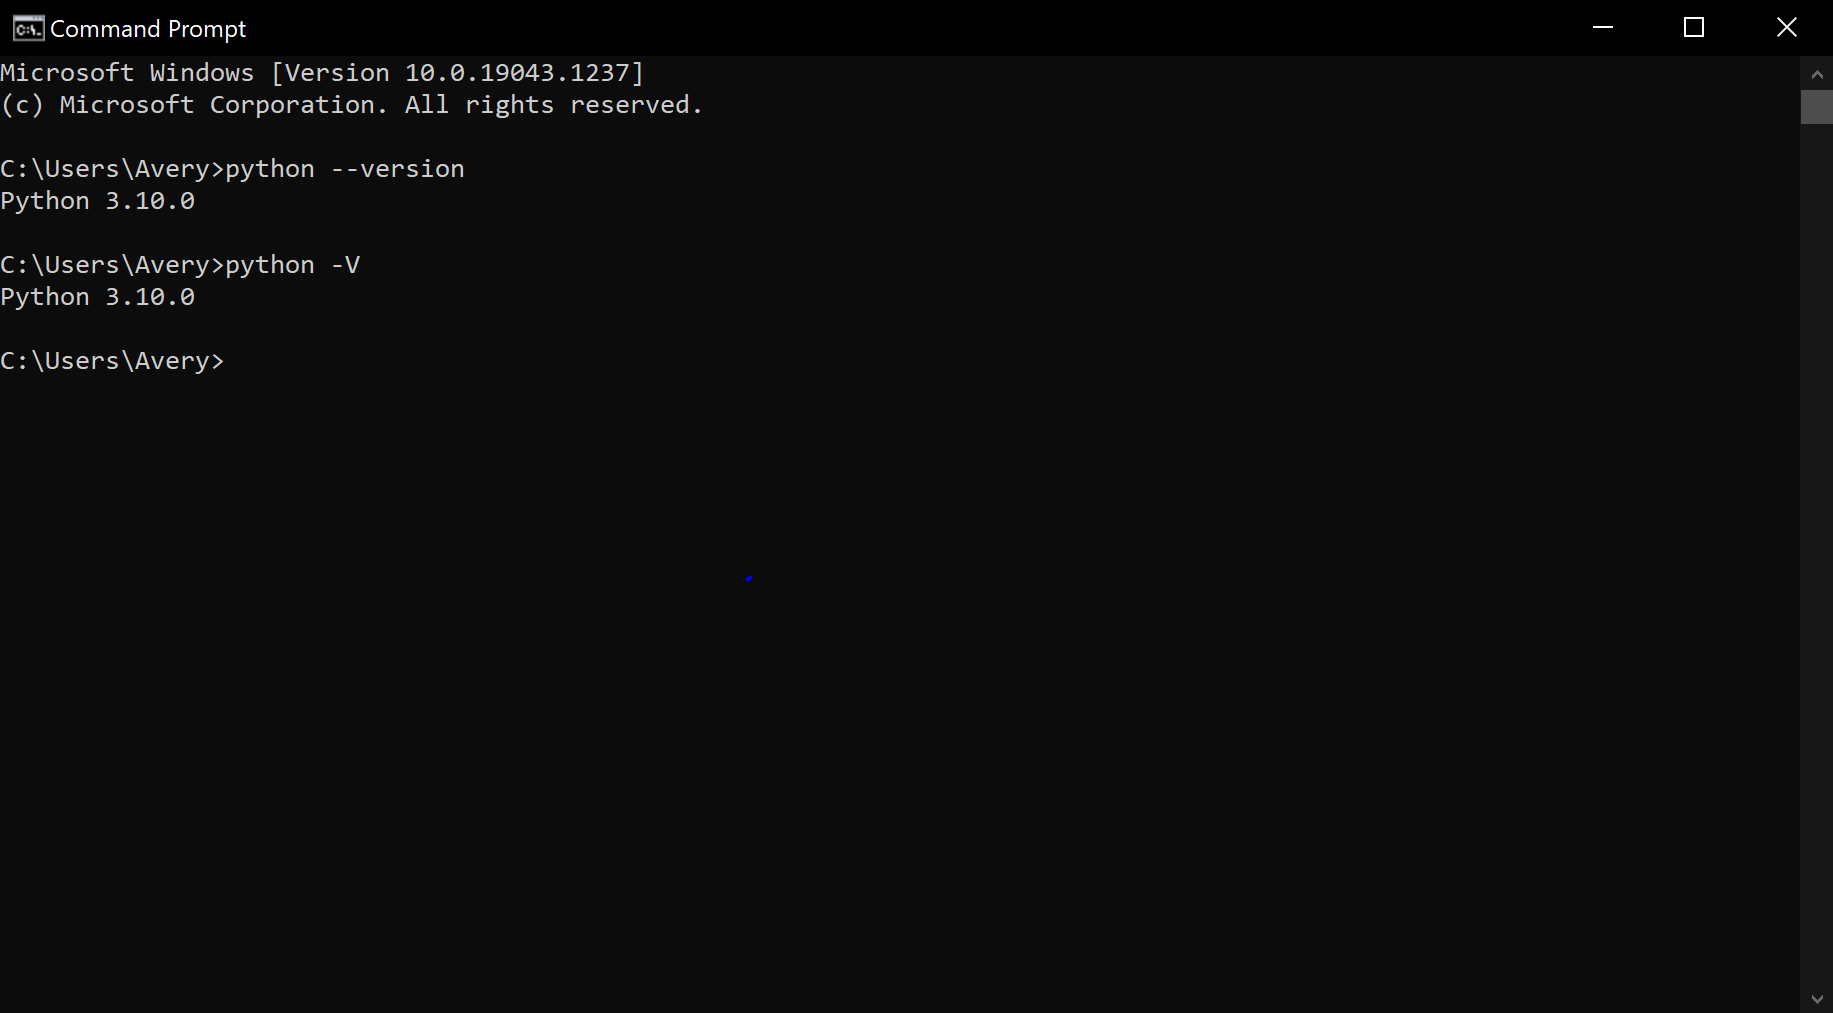 Command Prompt
Microsoft Windows [Version 10.0.19043.1237]
(c) Microsoft Corporation. All rights reserved.
C:\Users\Avery>python --version
Python 3.10.0
C:\Users\Avery>python -V
Python 3.10.0
C:\Users\Avery>